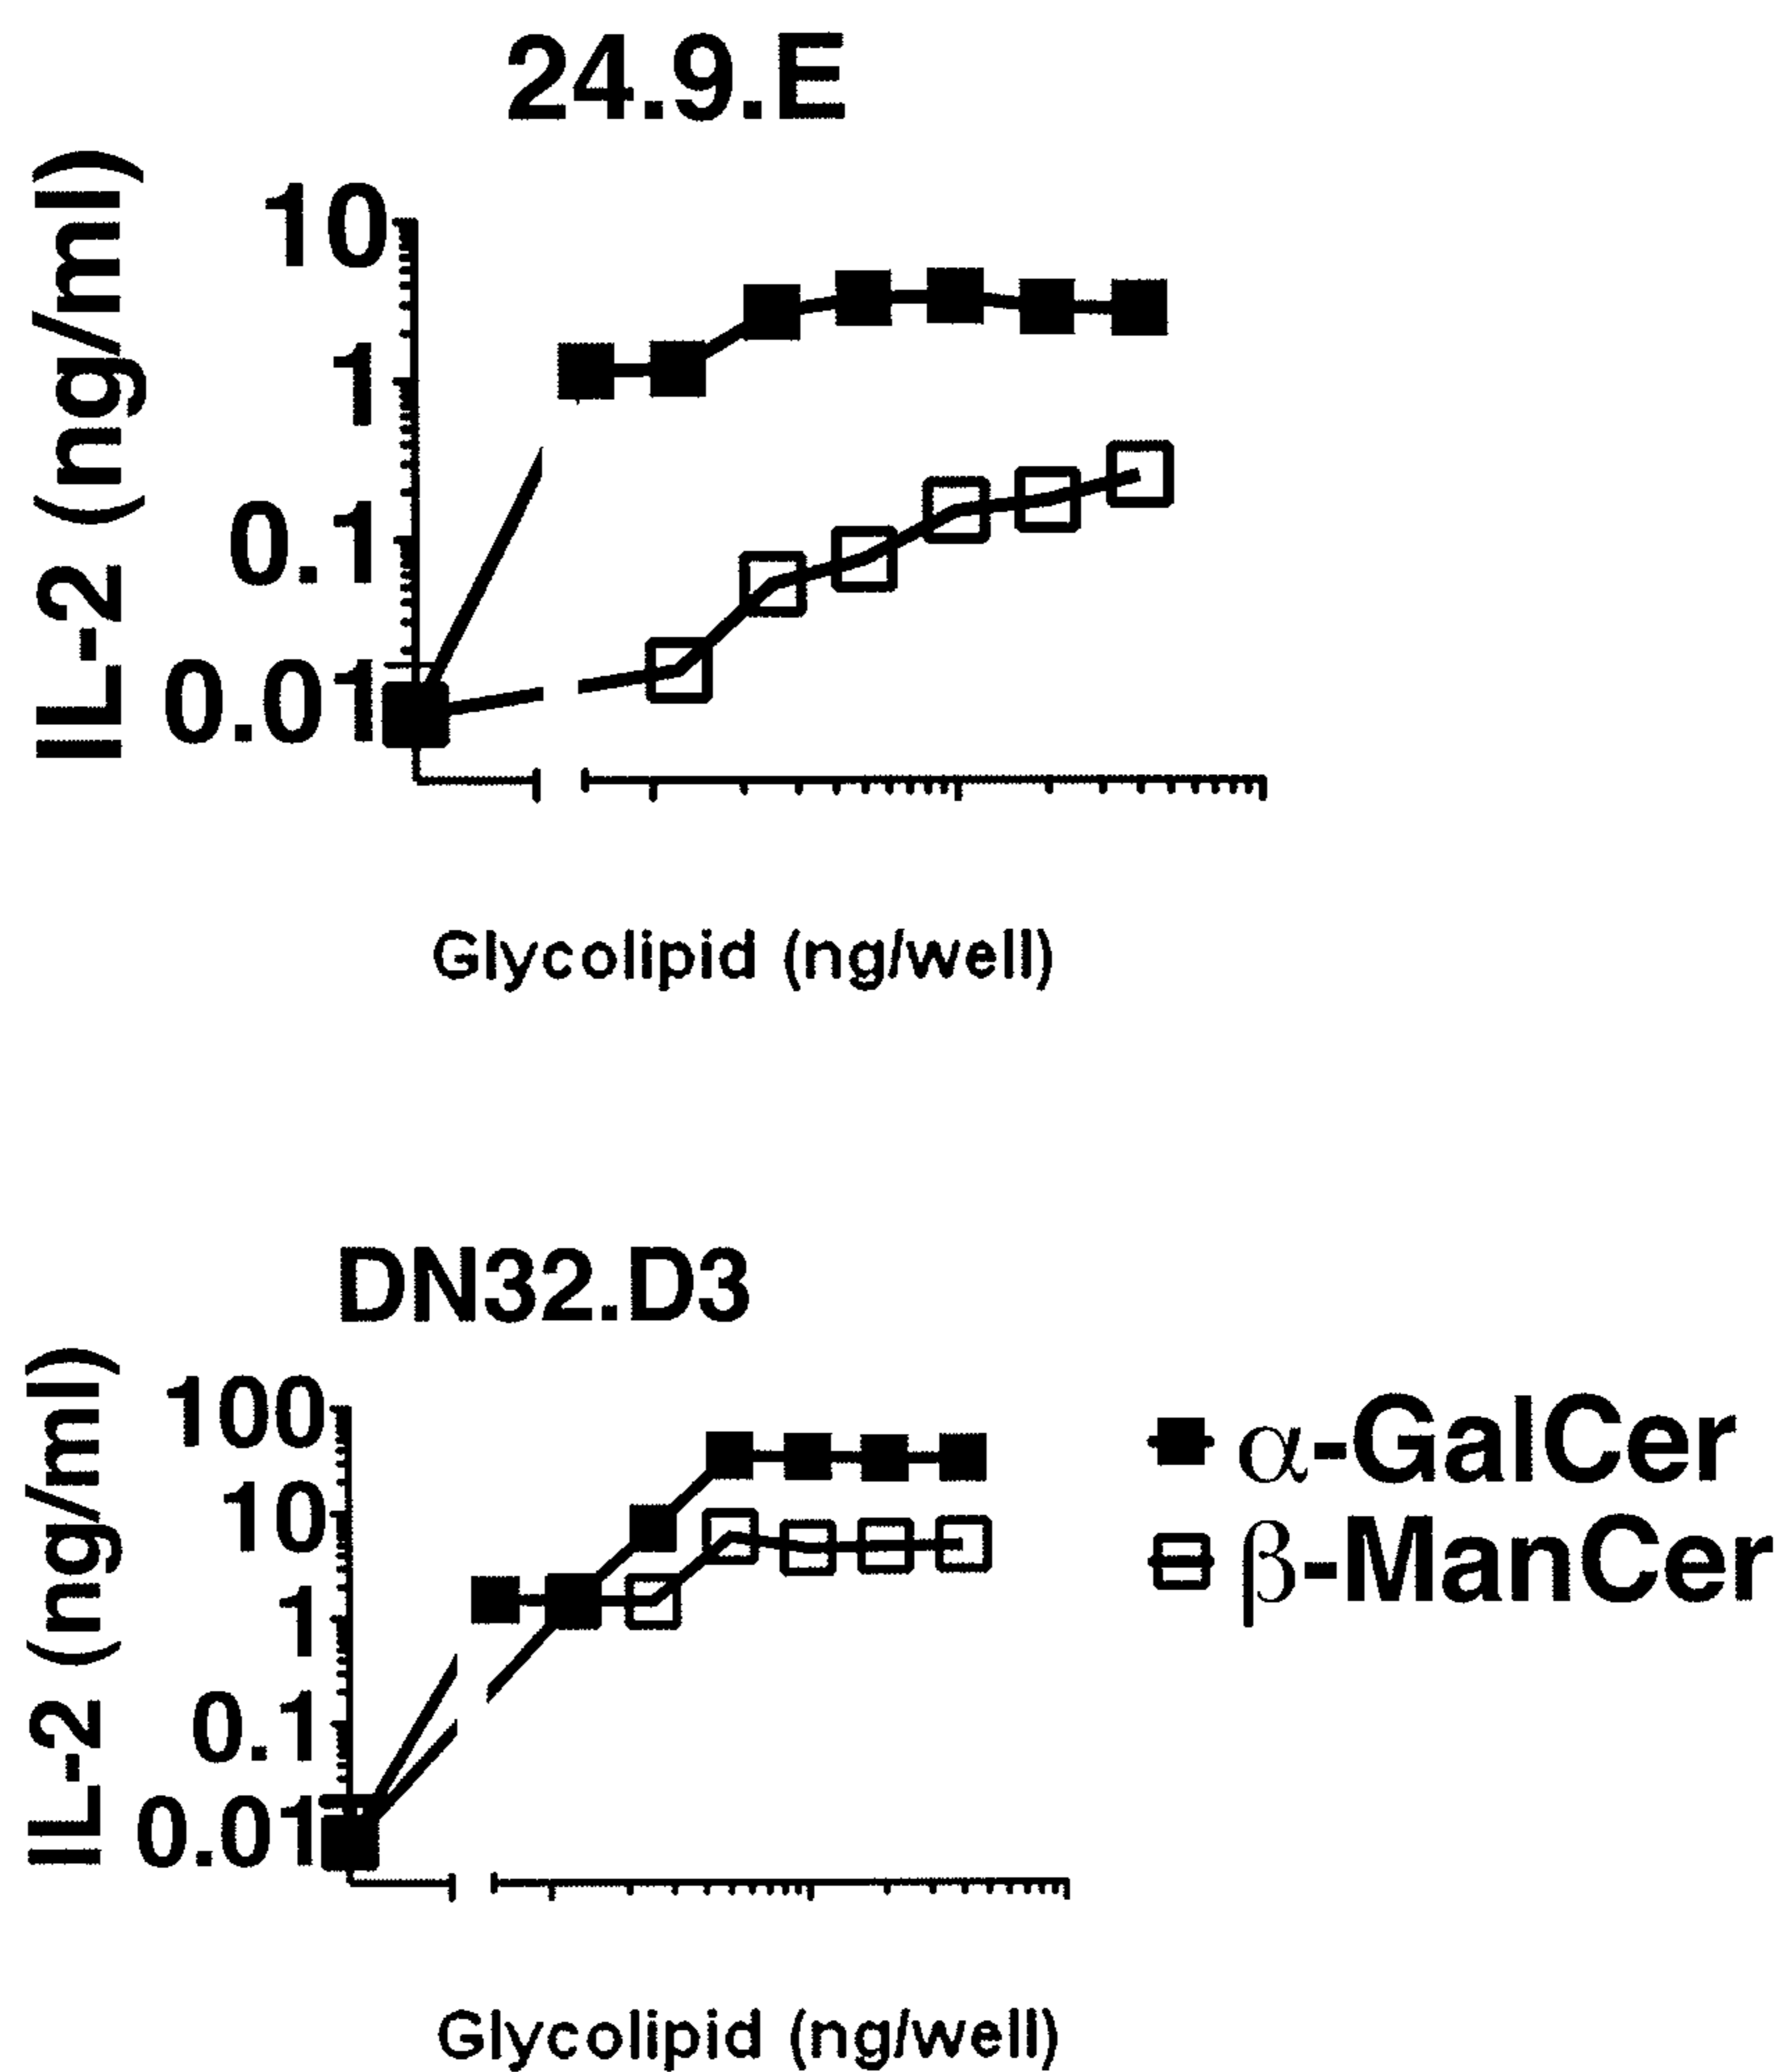 24.9.E
IL-2 (ng/ml)
10
1
0.1
0.01
Glycolipid (ng/well)
DN32.D3
IL-2 (ng/ml)
100
10
1
0.1
0.01
α-GalCer
β-ManCer
Glycolipid (ng/well)